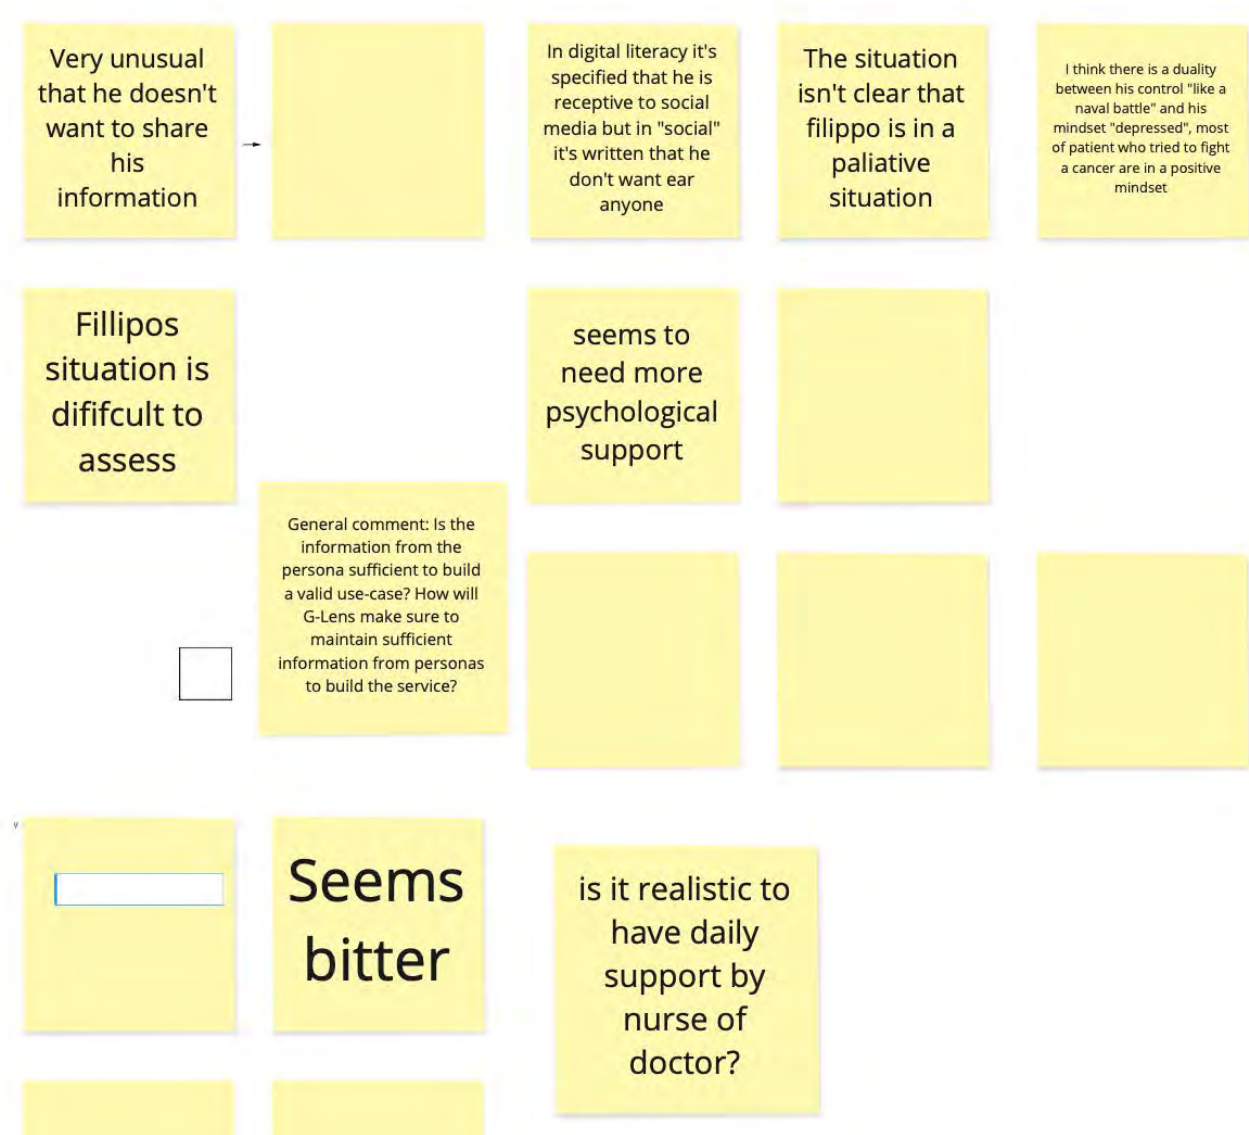 Very unusual
that he doesn't
want to share
his
information
In digital literacy it's
specified that he is
receptive to social
media but in "social"
it's written that he
don't want ear
anyone
The situation
isn't clear that
filippo is in a
paliative
situation
I think there is a duality
between his control "like a
naval battle" and his
mindset "depressed", most
of patient who tried to fight
a cancer are in a positive
mindset
Fillipos
situation is
dififcult to
assess
seems to
need more
psychological
support
General comment: Is the
information from the
persona sufficient to build
a valid use-case? How will
G-Lens make sure to
maintain sufficient
information from personas
to build the service?
v
Seems
bitter
is it realistic to
have daily
support by
nurse of
doctor?